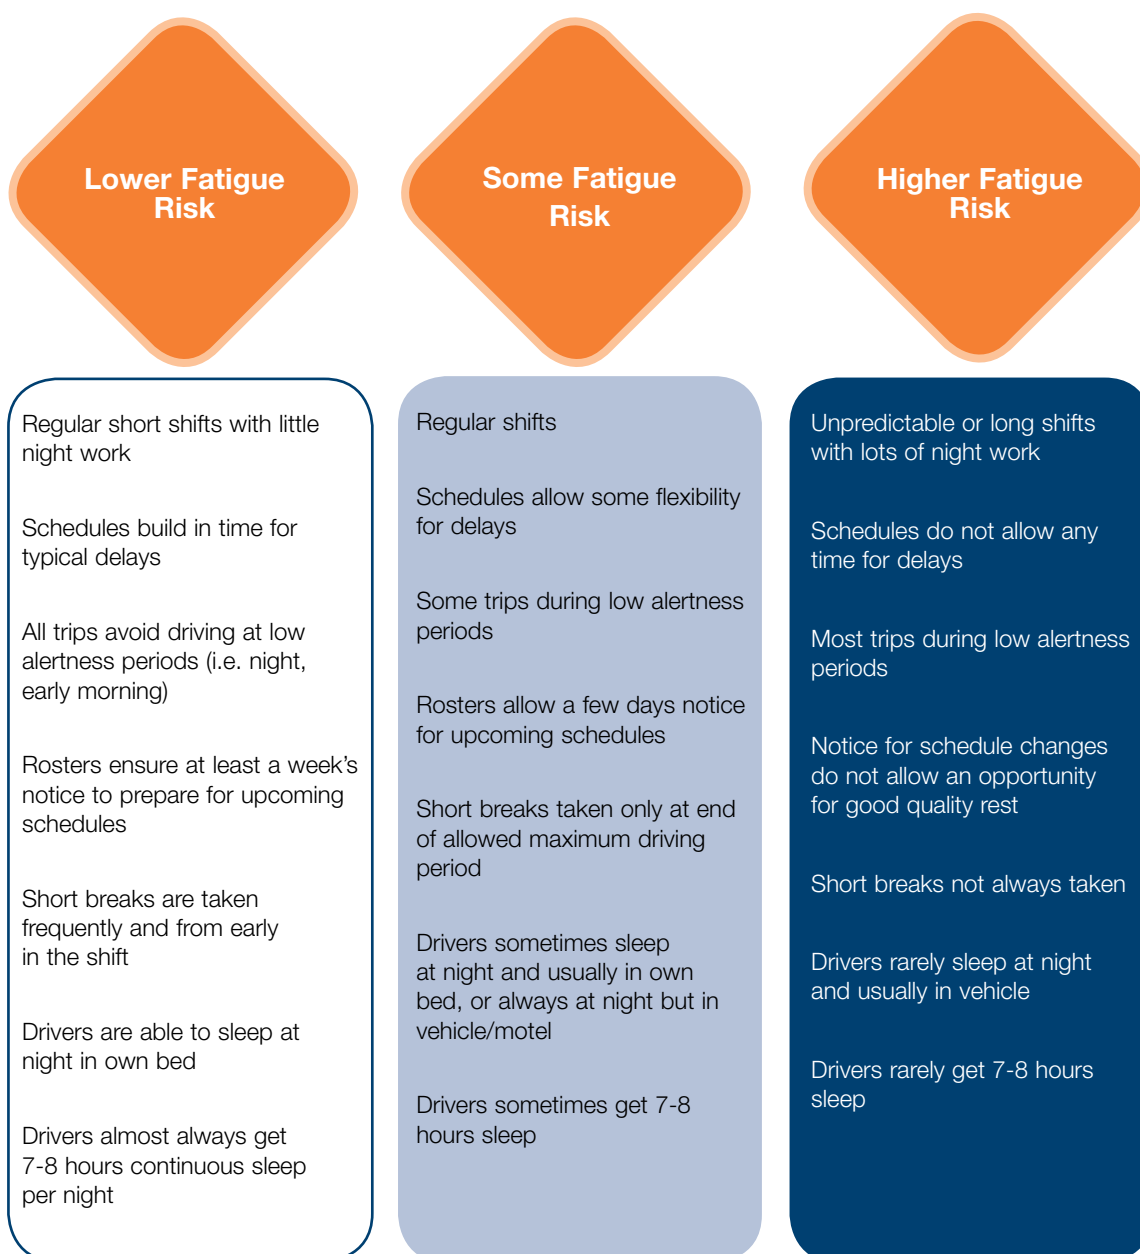 Lower Fatigue
Risk
Some Fatigue
Risk
Higher Fatigue
Risk
Regular short shifts with little
night work
Schedules build in time for
typical delays
All trips avoid driving at low
alertness periods (i.e. night,
early morning)
Rosters ensure at least a week's
notice to prepare for upcoming
schedules
Short breaks are taken
frequently and from early
in the shift
Drivers are able to sleep at
night in own bed
Drivers almost always get
7-8 hours continuous sleep
per night
Regular shifts
Schedules allow some flexibility
for delays
Some trips during low alertness
periods
Rosters allow a few days notice
for upcoming schedules
Short breaks taken only at end
of allowed maximum driving
period
Drivers sometimes sleep
at night and usually in own
bed, or always at night but in
vehicle/motel
Drivers sometimes get 7-8
hours sleep
Unpredictable or long shifts
with lots of night work
Schedules do not allow any
time for delays
Most trips during low alertness
periods
Notice for schedule changes
do not allow an opportunity
for good quality rest
Short breaks not always taken
Drivers rarely sleep at night
and usually in vehicle
Drivers rarely get 7-8 hours
sleep